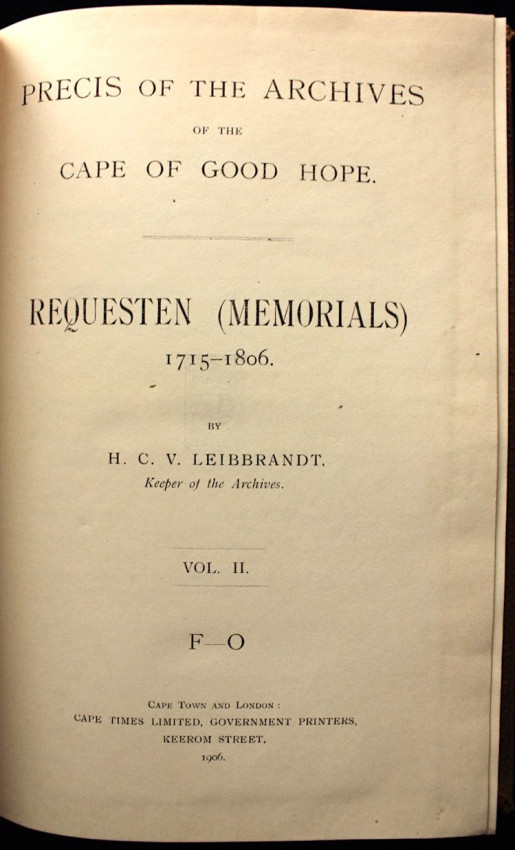 PRECIS OF THE ARCHIVES
OF THE
CAPE OF GOOD HOPE.
REQUESTEN (MEMORIALS)
1715–1806.
BY
H. C. V. LEIBBRANDT,
Keeper of the Archives.
VOL. II.
F—O
CAPE TOWN AND LONDON:
CAPE TIMES LIMITED, GOVERNMENT PRINTERS,
KEEROM STREET.
1906.